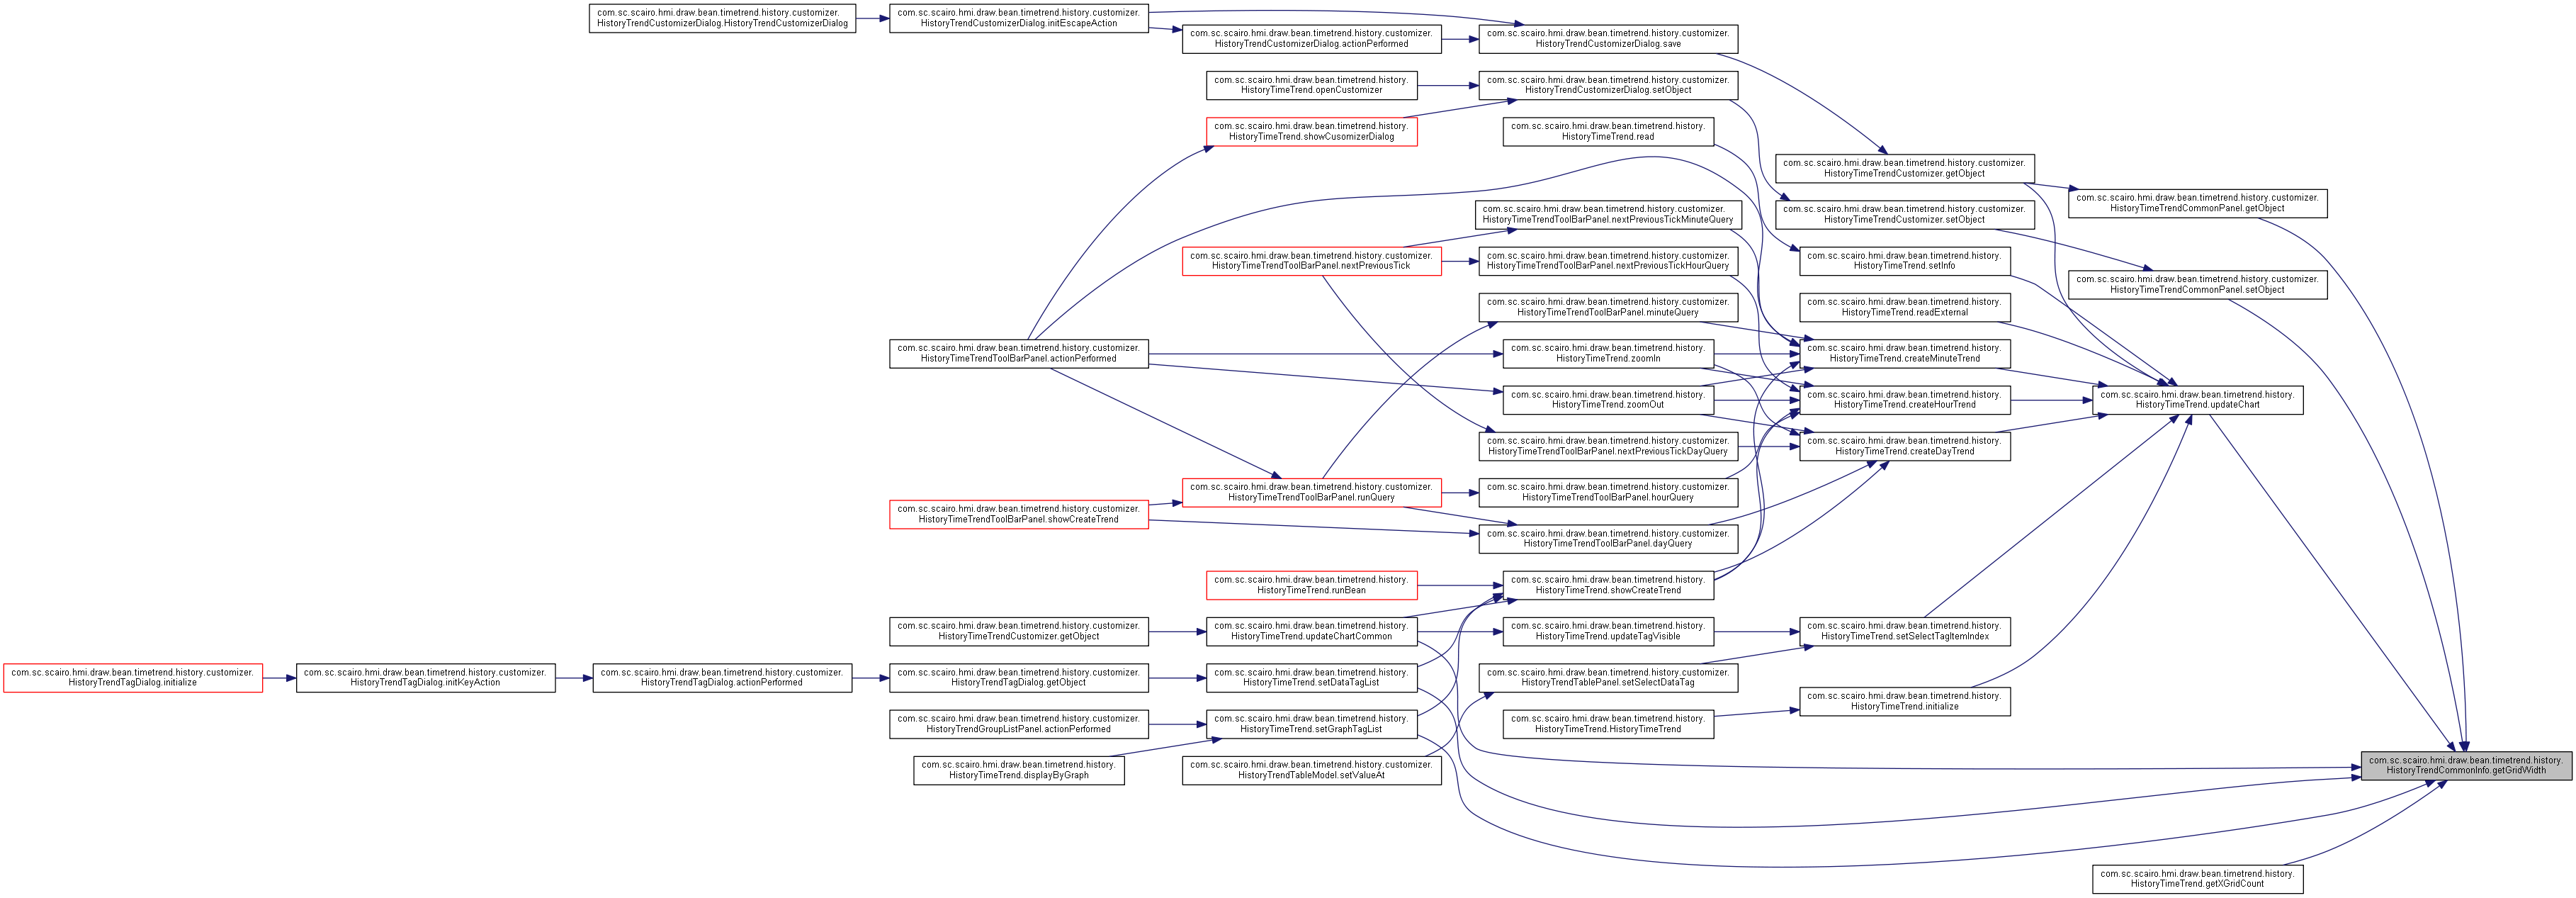 com.sc.scairo.hmi.draw.bean.timetrend.history.customizer.
HistoryTrendCustomizerDialog.HistoryTrendCustomizerDialog
com.sc.scairo.hmi.draw.bean.timetrend.history.customizer.
HistoryTrendCustomizerDialog.initEscapeAction
com.sc.scairo.hmi.draw.bean.timetrend.history.customizer.
HistoryTrendCustomizerDialog.actionPerformed
com.sc.scairo.hmi.draw.bean.timetrend.history.customizer.
HistoryTrendCustomizerDialog.save
com.sc.scairo.hmi.draw.bean.timetrend.history.
HistoryTimeTrend.openCustomizer
com.sc.scairo.hmi.draw.bean.timetrend.history.customizer.
HistoryTrendCustomizerDialog.setObject
com.sc.scairo.hmi.draw.bean.timetrend.history.
HistoryTimeTrend.showCusomizerDialog
com.sc.scairo.hmi.draw.bean.timetrend.history.
HistoryTimeTrend.read
com.sc.scairo.hmi.draw.bean.timetrend.history.customizer.
HistoryTimeTrendCustomizer.getObject
com.sc.scairo.hmi.draw.bean.timetrend.history.customizer.
HistoryTimeTrendCommonPanel.getObject
com.sc.scairo.hmi.draw.bean.timetrend.history.customizer.
HistoryTimeTrendToolBarPanel.nextPreviousTickMinuteQuery
com.sc.scairo.hmi.draw.bean.timetrend.history.customizer.
HistoryTimeTrendCustomizer.setObject
com.sc.scairo.hmi.draw.bean.timetrend.history.customizer.
HistoryTimeTrendToolBarPanel.nextPreviousTick
com.sc.scairo.hmi.draw.bean.timetrend.history.customizer.
HistoryTimeTrendToolBarPanel.nextPreviousTickHourQuery
com.sc.scairo.hmi.draw.bean.timetrend.history.
HistoryTimeTrend.setInfo
com.sc.scairo.hmi.draw.bean.timetrend.history.customizer.
HistoryTimeTrendCommonPanel.setObject
com.sc.scairo.hmi.draw.bean.timetrend.history.customizer.
HistoryTimeTrendToolBarPanel.minuteQuery
com.sc.scairo.hmi.draw.bean.timetrend.history.
HistoryTimeTrend.readExternal
com.sc.scairo.hmi.draw.bean.timetrend.history.customizer.
HistoryTimeTrendToolBarPanel.actionPerformed
com.sc.scairo.hmi.draw.bean.timetrend.history.
HistoryTimeTrend.zoomIn
com.sc.scairo.hmi.draw.bean.timetrend.history.
HistoryTimeTrend.createMinuteTrend
com.sc.scairo.hmi.draw.bean.timetrend.history.
HistoryTimeTrend.zoomOut
com.sc.scairo.hmi.draw.bean.timetrend.history.
HistoryTimeTrend.createHourTrend
com.sc.scairo.hmi.draw.bean.timetrend.history.
HistoryTimeTrend.updateChart
com.sc.scairo.hmi.draw.bean.timetrend.history.customizer.
HistoryTimeTrendToolBarPanel.nextPreviousTickDayQuery
com.sc.scairo.hmi.draw.bean.timetrend.history.
HistoryTimeTrend.createDayTrend
com.sc.scairo.hmi.draw.bean.timetrend.history.customizer.
HistoryTimeTrendToolBarPanel.runQuery
com.sc.scairo.hmi.draw.bean.timetrend.history.customizer.
HistoryTimeTrendToolBarPanel.hourQuery
com.sc.scairo.hmi.draw.bean.timetrend.history.customizer.
HistoryTimeTrendToolBarPanel.showCreateTrend
com.sc.scairo.hmi.draw.bean.timetrend.history.customizer.
HistoryTimeTrendToolBarPanel.dayQuery
com.sc.scairo.hmi.draw.bean.timetrend.history.
HistoryTimeTrend.runBean
com.sc.scairo.hmi.draw.bean.timetrend.history.
HistoryTimeTrend.showCreateTrend
com.sc.scairo.hmi.draw.bean.timetrend.history.customizer.
HistoryTimeTrendCustomizer.getObject
com.sc.scairo.hmi.draw.bean.timetrend.history.
HistoryTimeTrend.updateChartCommon
com.sc.scairo.hmi.draw.bean.timetrend.history.
HistoryTimeTrend.updateTagVisible
com.sc.scairo.hmi.draw.bean.timetrend.history.
HistoryTimeTrend.setSelectTagItemIndex
com.sc.scairo.hmi.draw.bean.timetrend.history.customizer.
HistoryTrendTagDialog.initialize
com.sc.scairo.hmi.draw.bean.timetrend.history.customizer.
HistoryTrendTagDialog.initKeyAction
com.sc.scairo.hmi.draw.bean.timetrend.history.customizer.
HistoryTrendTagDialog.actionPerformed
com.sc.scairo.hmi.draw.bean.timetrend.history.customizer.
HistoryTrendTagDialog.getObject
com.sc.scairo.hmi.draw.bean.timetrend.history.
HistoryTimeTrend.setDataTagList
com.sc.scairo.hmi.draw.bean.timetrend.history.customizer.
HistoryTrendTablePanel.setSelectDataTag
com.sc.scairo.hmi.draw.bean.timetrend.history.
HistoryTimeTrend.initialize
com.sc.scairo.hmi.draw.bean.timetrend.history.customizer.
HistoryTrendGroupListPanel.actionPerformed
com.sc.scairo.hmi.draw.bean.timetrend.history.
HistoryTimeTrend.setGraphTagList
com.sc.scairo.hmi.draw.bean.timetrend.history.
HistoryTimeTrend.HistoryTimeTrend
com.sc.scairo.hmi.draw.bean.timetrend.history.
HistoryTimeTrend.displayByGraph
com.sc.scairo.hmi.draw.bean.timetrend.history.customizer.
HistoryTrendTableModel.setValueAt
com.sc.scairo.hmi.draw.bean.timetrend.history.
HistoryTrendCommonInfo.getGridWidth
com.sc.scairo.hmi.draw.bean.timetrend.history.
HistoryTimeTrend.getXGridCount